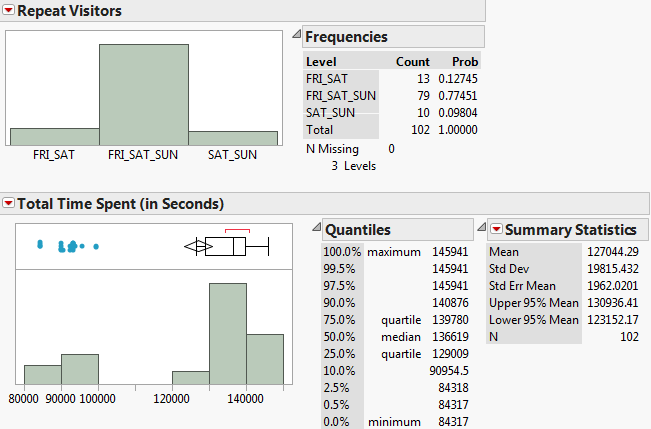 Repeat Visitors
FRI_SAT FRI_SAT_SUN SAT_SUN
Frequencies
Level Count Prob
FRI_SAT 13 0.12745
FRI_SAT_SUN 79 0.77451
SAT_SUN 10 0.09804
Total 102 1.00000
N Missing 0
3 Levels
Total Time Spent (in Seconds)
80000 90000 100000 120000 140000
Quantiles
100.0% maximum 145941
99.5% 145941
97.5% 145941
90.0% 140876
75.0% quartile 139780
50.0% median 136619
25.0% quartile 129009
10.0% 90954.5
2.5% 84318
0.5% 84317
0.0% minimum 84317
Summary Statistics
Mean 127044.29
Std Dev 19815.432
Std Err Mean 1962.0201
Upper 95% Mean 130936.41
Lower 95% Mean 123152.17
N 102